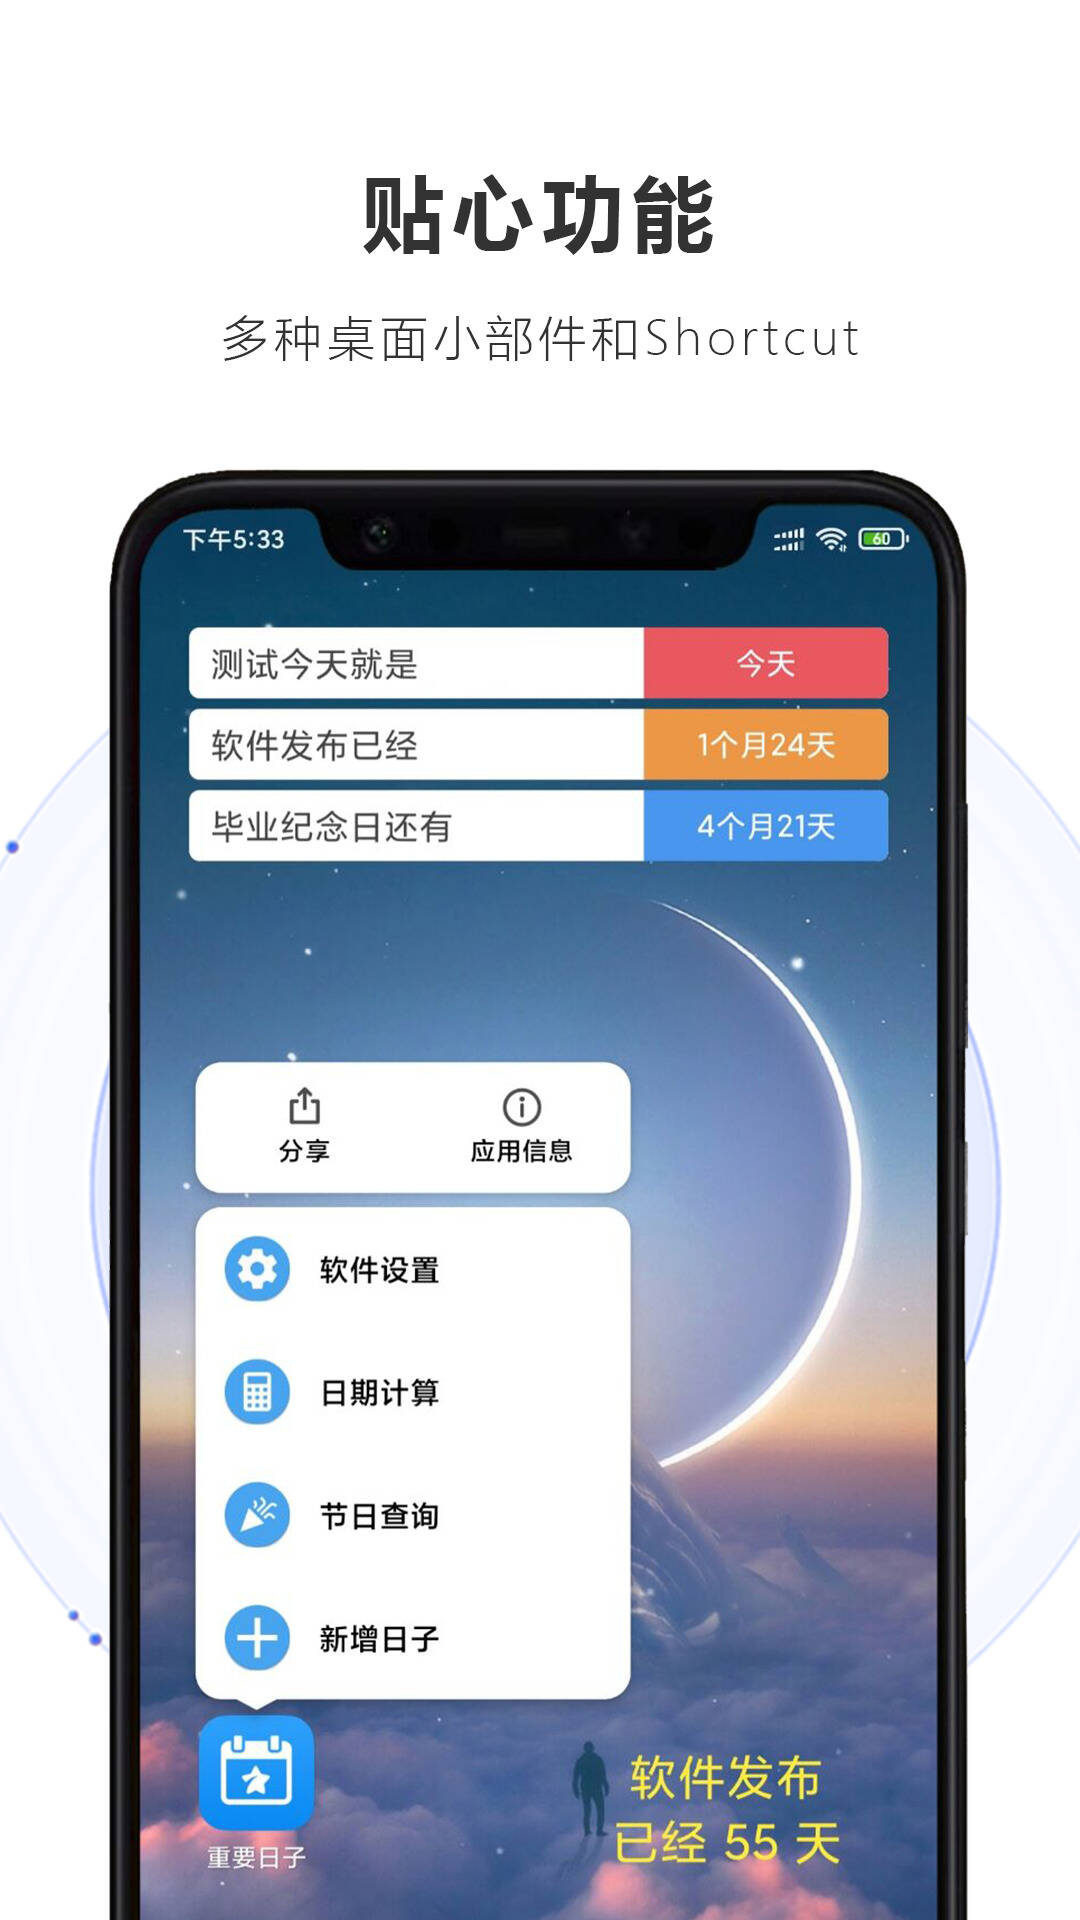 贴心功能
多种桌面小部件和Shortcut
下午5:33
60
测试今天就是 今天
软件发布已经 1个月24天
毕业纪念日还有 4个月21天
分享 应用信息
软件设置
日期计算
节日查询
新增日子
软件发布
已经 55 天
重要日子